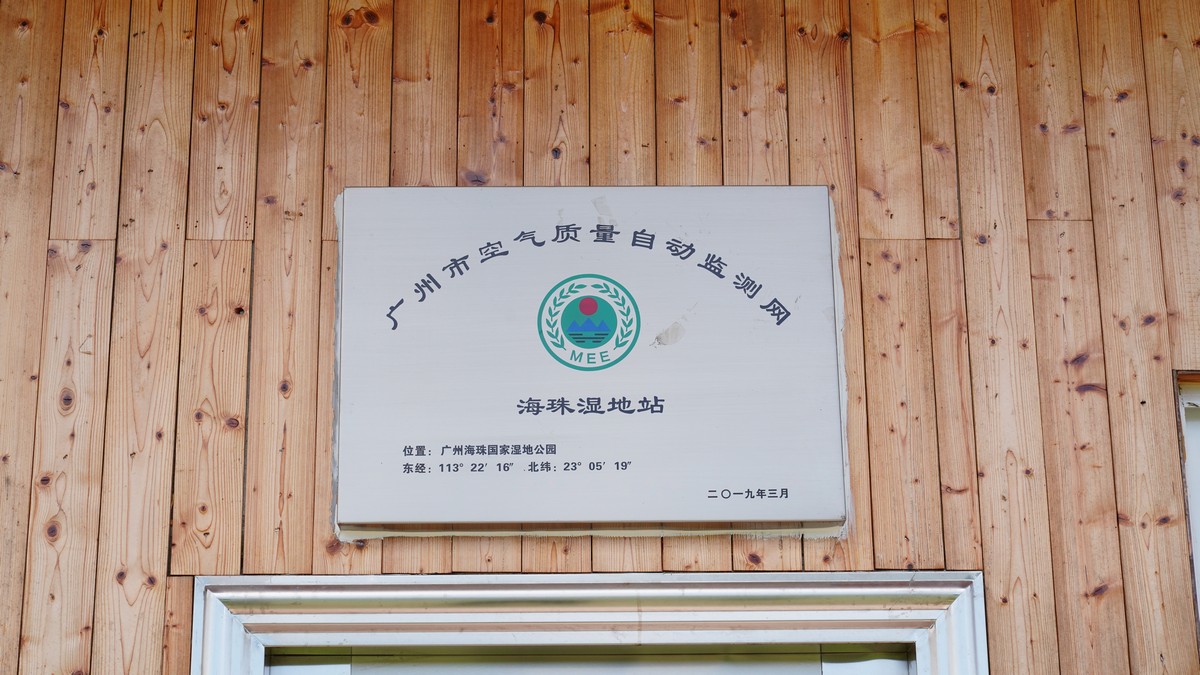 广州市空气质量自动监测网
MEE
海珠湿地站
位置：广州海珠国家湿地公园
东经：113° 22′ 16″ 北纬：23° 05′ 19″
二〇一九年三月